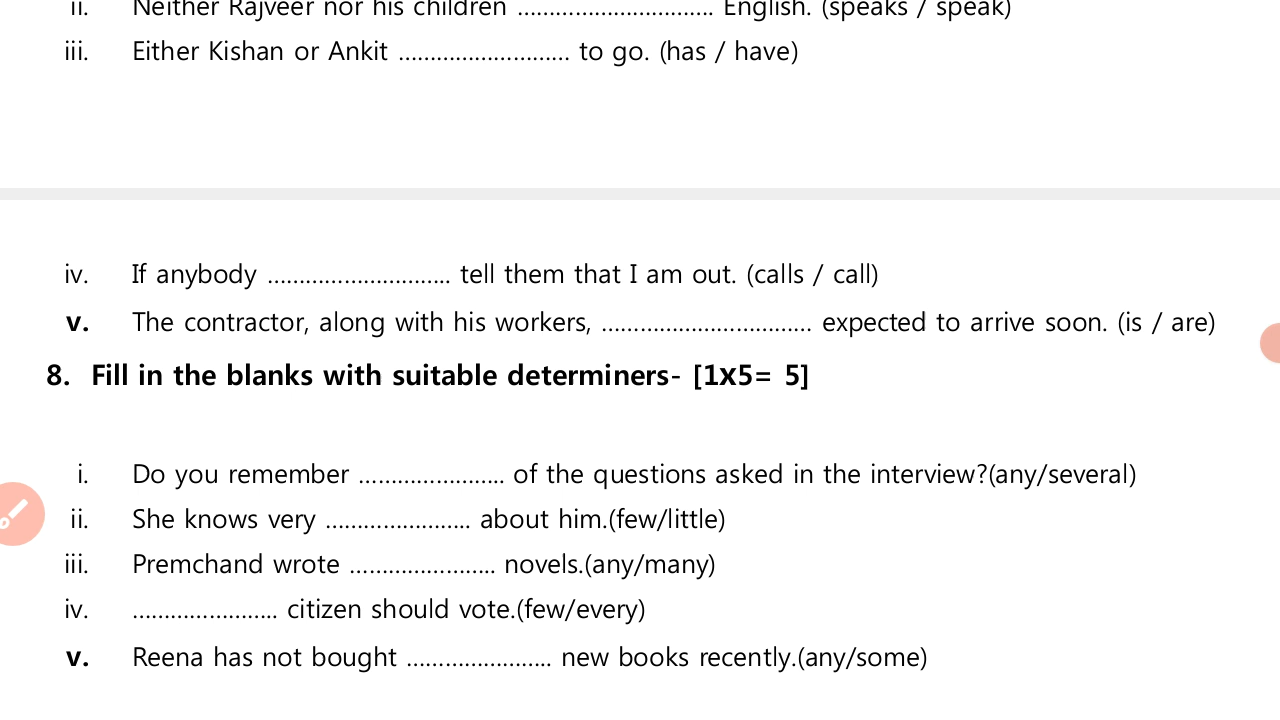 ii. Neither Rajveer nor his children .............................. English. (speaks / speak)
iii. Either Kishan or Ankit ........................... to go. (has / have)
iv. If anybody ............................. tell them that I am out. (calls / call)
v. The contractor, along with his workers, ................................. expected to arrive soon. (is / are)
8. Fill in the blanks with suitable determiners- [1x5= 5]
i. Do you remember ....................... of the questions asked in the interview?(any/several)
ii. She knows very ....................... about him.(few/little)
iii. Premchand wrote ....................... novels.(any/many)
iv. ....................... citizen should vote.(few/every)
v. Reena has not bought ....................... new books recently.(any/some)